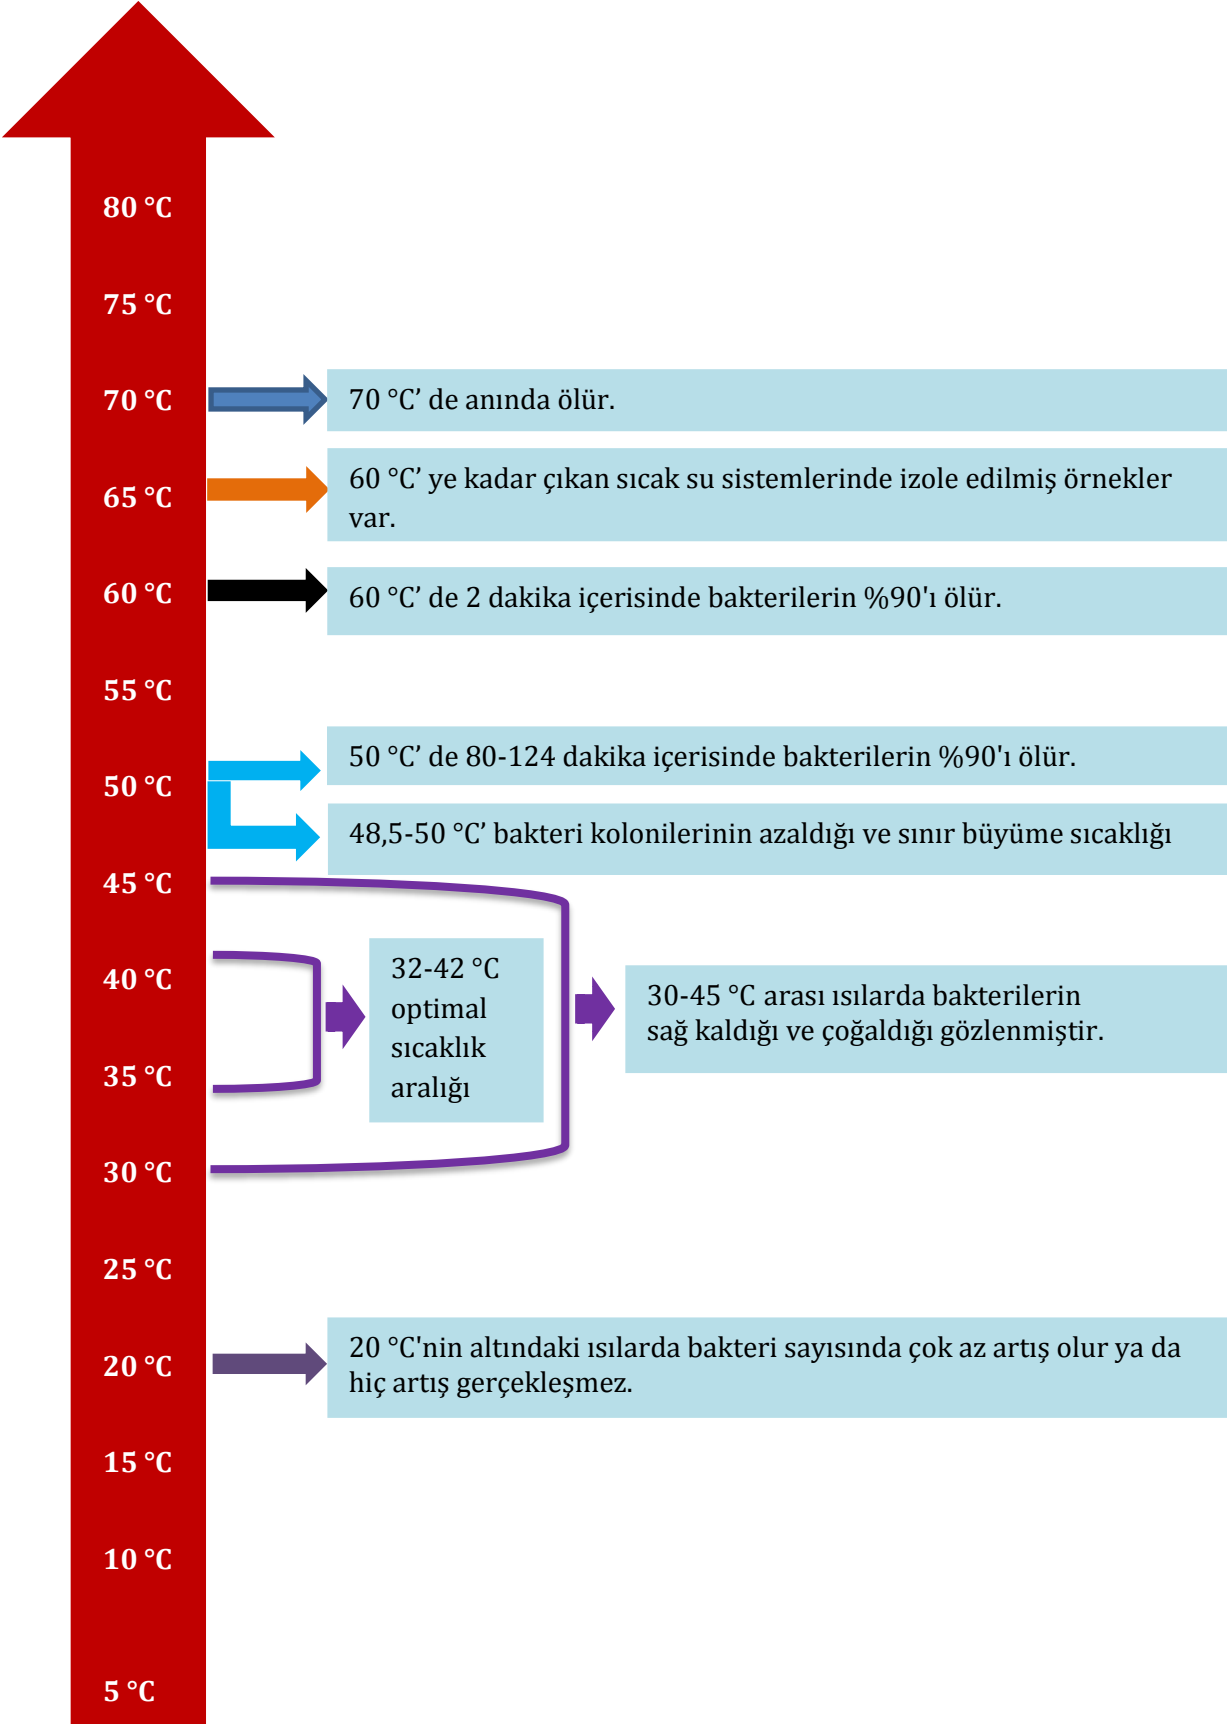 80 °C
75 °C
70 °C
70 °C’ de anında ölür.
65 °C
60 °C’ ye kadar çıkan sıcak su sistemlerinde izole edilmiş örnekler
var.
60 °C
60 °C’ de 2 dakika içerisinde bakterilerin %90'ı ölür.
55 °C
50 °C
50 °C’ de 80-124 dakika içerisinde bakterilerin %90'ı ölür.
48,5-50 °C’ bakteri kolonilerinin azaldığı ve sınır büyüme sıcaklığı
45 °C
40 °C
32-42 °C
optimal
sıcaklık
aralığı
30-45 °C arası ısılarda bakterilerin
sağ kaldığı ve çoğaldığı gözlenmiştir.
35 °C
30 °C
25 °C
20 °C
20 °C'nin altındaki ısılarda bakteri sayısında çok az artış olur ya da
hiç artış gerçekleşmez.
15 °C
10 °C
5 °C